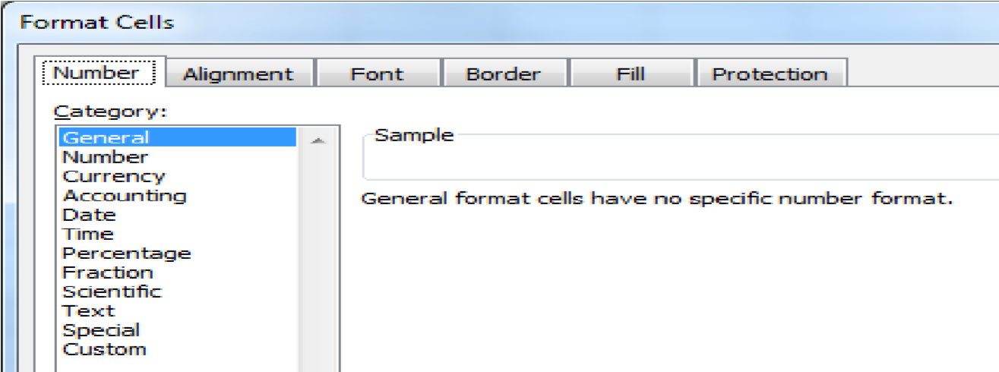 Format Cells
Number Alignment Font Border Fill Protection
Category:
General
Number
Currency
Accounting
Date
Time
Percentage
Fraction
Scientific
Text
Special
Custom
Sample
General format cells have no specific number format.